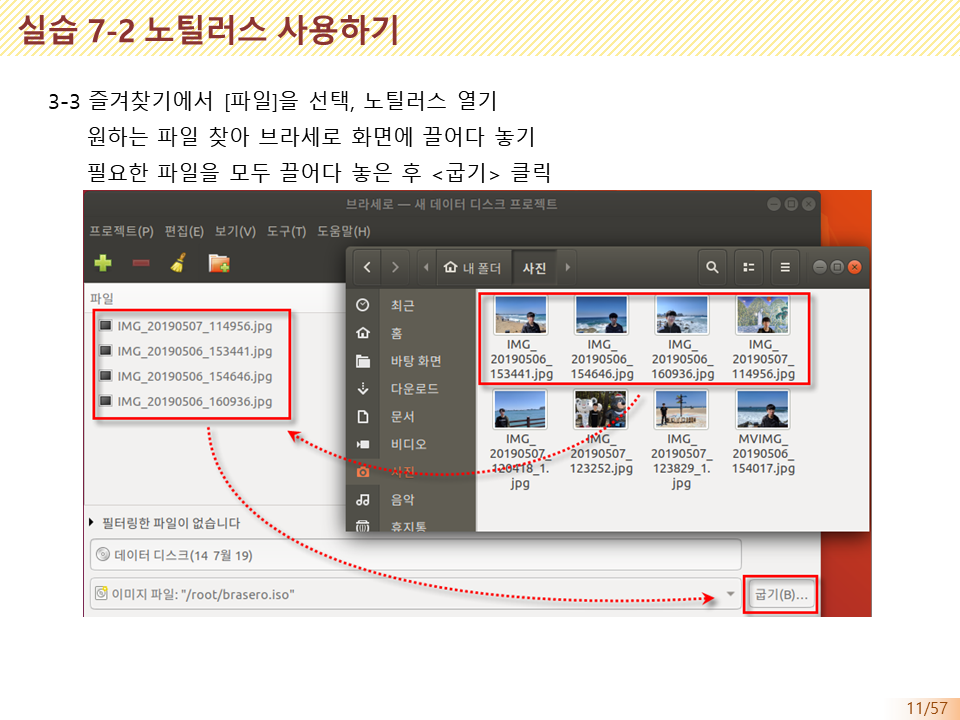 실습 7-2 노틸러스 사용하기
3-3 즐겨찾기에서 [파일]을 선택, 노틸러스 열기
원하는 파일 찾아 브라세로 화면에 끌어다 놓기
필요한 파일을 모두 끌어다 놓은 후 <굽기> 클릭
브라세로 — 새 데이터 디스크 프로젝트
프로젝트(P) 편집(E) 보기(V) 도구(T) 도움말(H)
파일
IMG_20190507_114956.jpg
IMG_20190506_153441.jpg
IMG_20190506_154646.jpg
IMG_20190506_160936.jpg
필터링한 파일이 없습니다
데이터 디스크(14 7월 19)
이미지 파일: "/root/brasero.iso"
굽기(B)...
내 폴더 사진
최근
홈
바탕 화면
다운로드
문서
비디오
사진
음악
휴지통
IMG_
20190506_
153441.jpg
IMG_
20190506_
154646.jpg
IMG_
20190506_
160936.jpg
IMG_
20190507_
114956.jpg
IMG_
20190507_
120418_1.
jpg
IMG_
20190507_
123252.jpg
IMG_
20190507_
123829_1.
jpg
MVIMG_
20190506_
154017.jpg
11/57